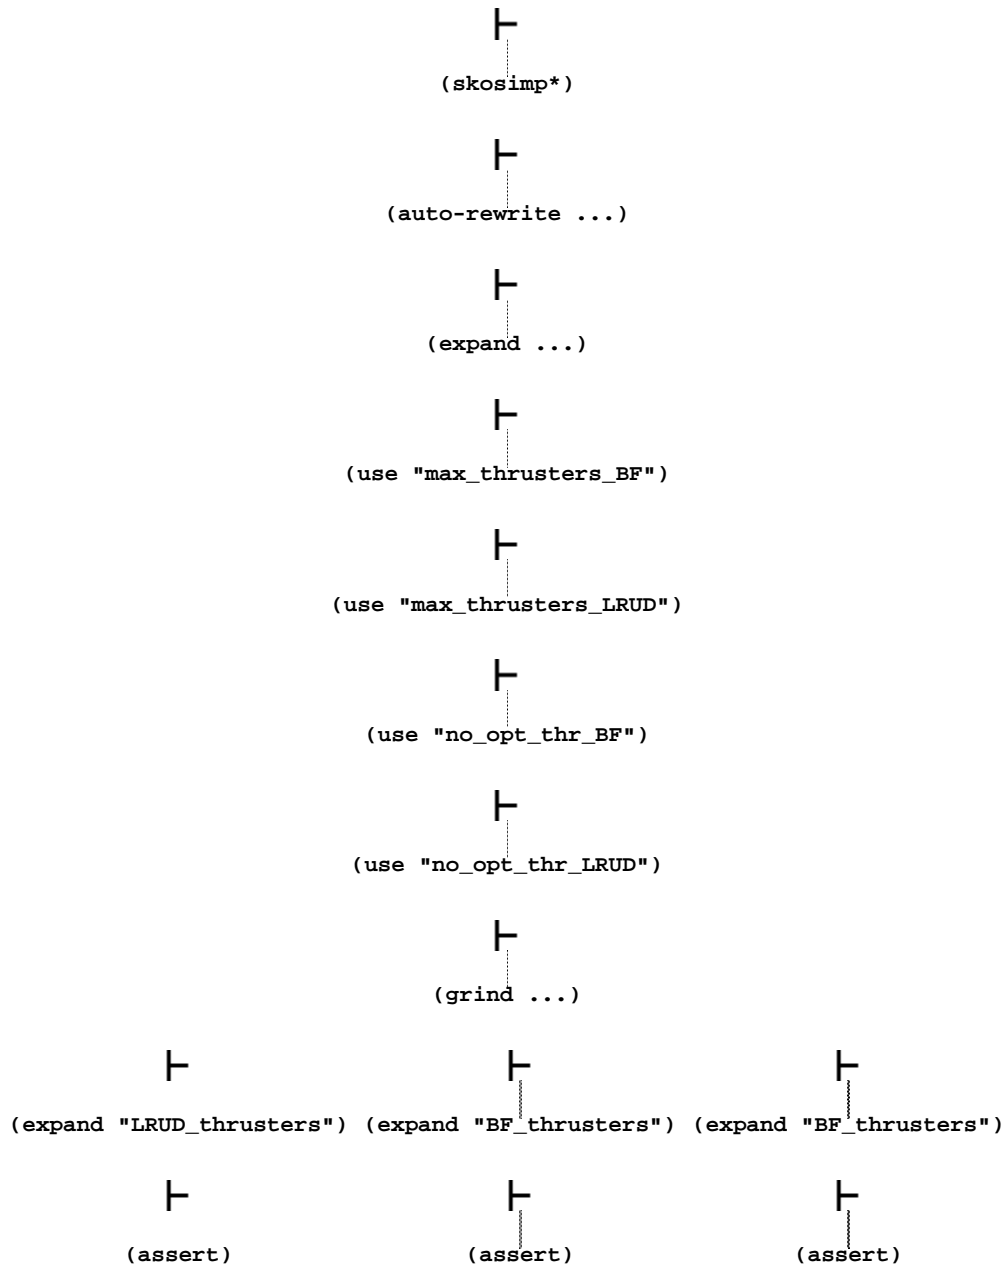 ⊢
(skosimp*)
⊢
(auto-rewrite ...)
⊢
(expand ...)
⊢
(use "max_thrusters_BF")
⊢
(use "max_thrusters_LRUD")
⊢
(use "no_opt_thr_BF")
⊢
(use "no_opt_thr_LRUD")
⊢
(grind ...)
⊢ ⊢ ⊢
(expand "LRUD_thrusters") (expand "BF_thrusters") (expand "BF_thrusters")
⊢ ⊢ ⊢
(assert) (assert) (assert)